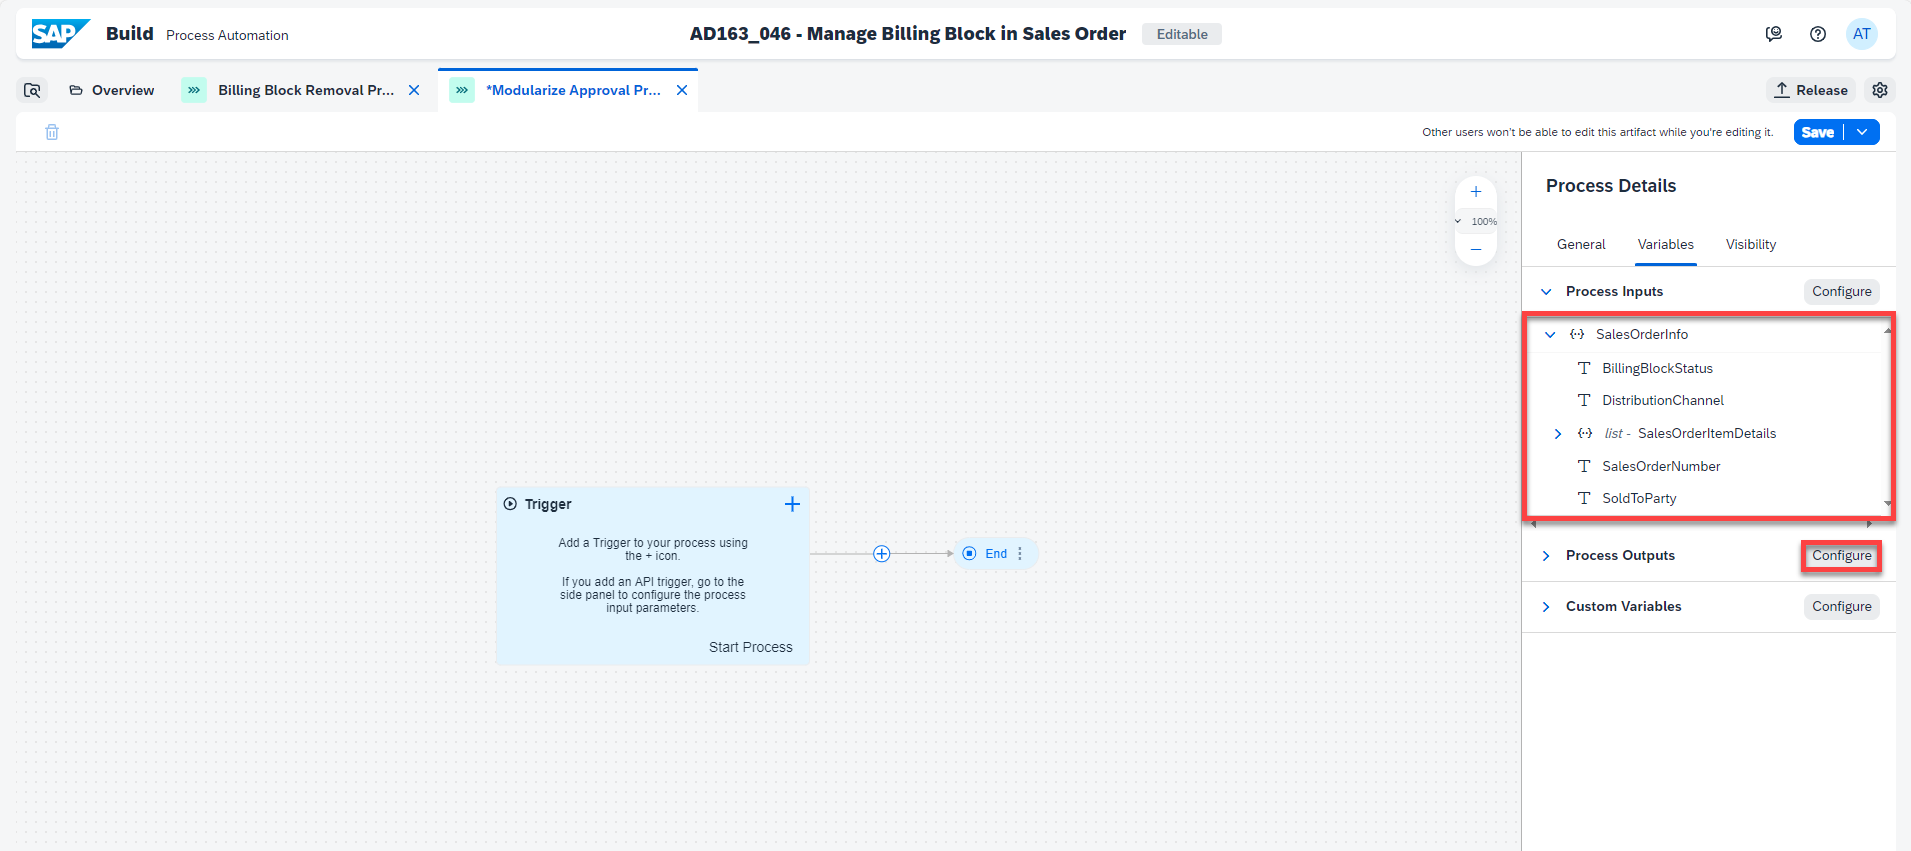 SAP Build Process Automation
AD163_046 - Manage Billing Block in Sales Order Editable
AT
Overview
Billing Block Removal Pr...
*Modularize Approval Pr...
Release
Other users won't be able to edit this artifact while you're editing it.
Save
100%
Trigger
Add a Trigger to your process using
the + icon.
If you add an API trigger, go to the
side panel to configure the process
input parameters.
Start Process
End
Process Details
General Variables Visibility
Process Inputs Configure
SalesOrderInfo
BillingBlockStatus
DistributionChannel
list - SalesOrderItemDetails
SalesOrderNumber
SoldToParty
Process Outputs Configure
Custom Variables Configure